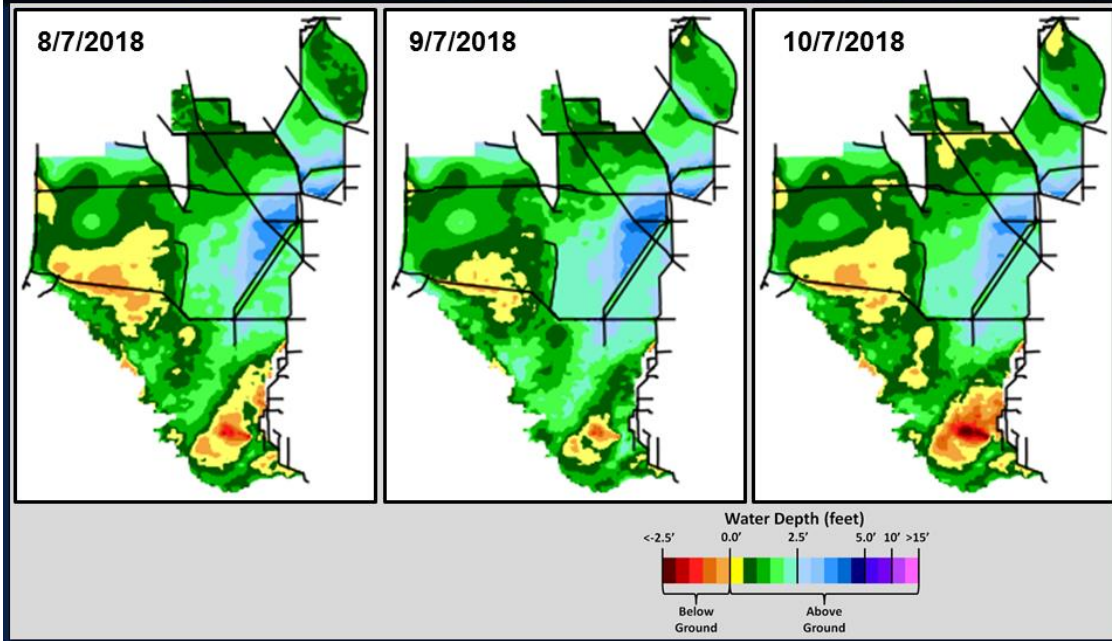 8/7/2018
9/7/2018
10/7/2018
Water Depth (feet)
<-2.5' 0.0' 2.5' 5.0' 10' >15'
Below Ground
Above Ground